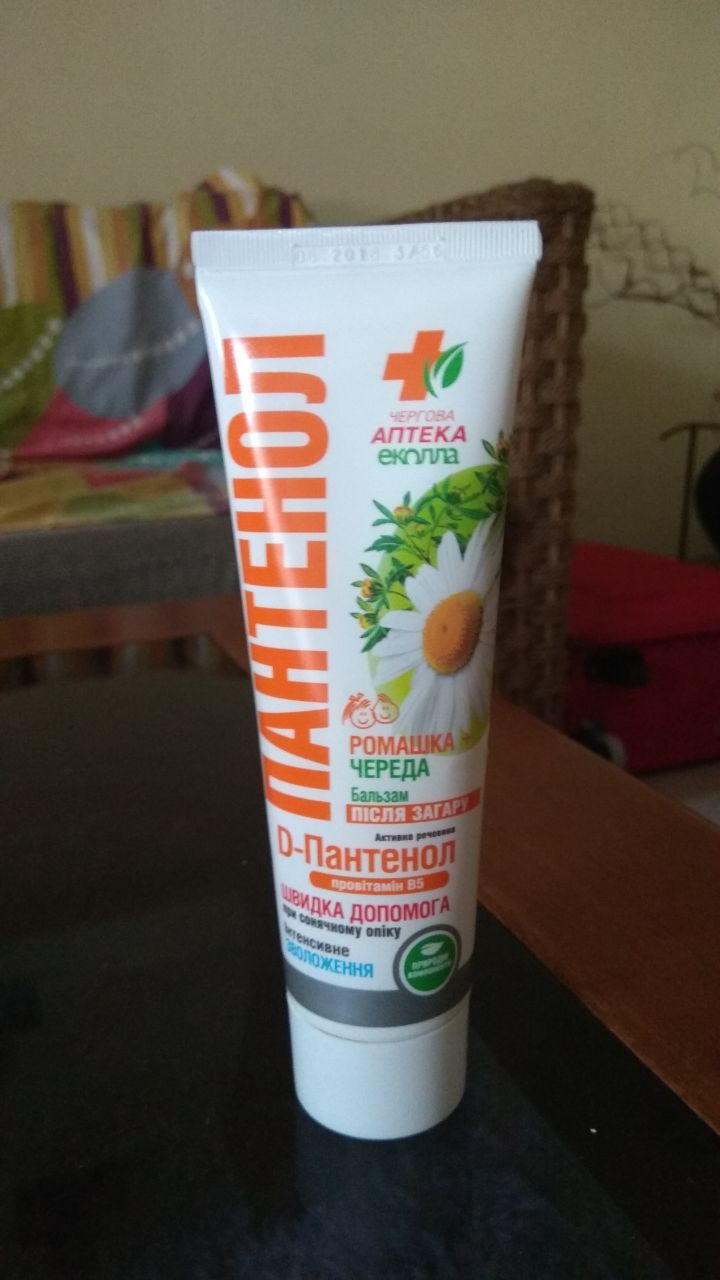 ПАНТЕНОЛ
ЧЕРГОВА
АПТЕКА
еколла
РОМАШКА
ЧЕРЕДА
Бальзам
ПІСЛЯ ЗАГАРУ
Активна речовина
D-Пантенол
провітамін B5
ШВИДКА ДОПОМОГА
при сонячному опіку
Інтенсивне
ЗВОЛОЖЕННЯ
ПРИРОДНІ